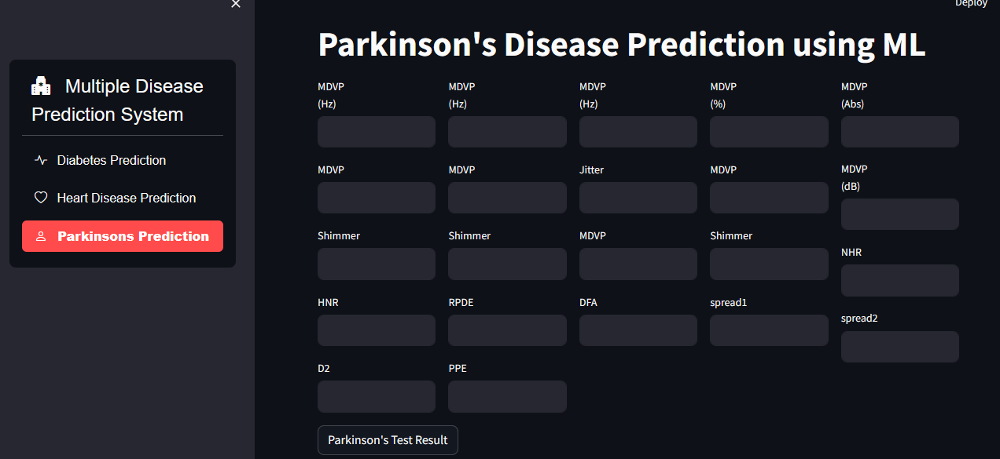 Deploy
Multiple Disease
Prediction System
Diabetes Prediction
Heart Disease Prediction
Parkinsons Prediction
Parkinson's Disease Prediction using ML
MDVP
(Hz)
MDVP
(Hz)
MDVP
(Hz)
MDVP
(%)
MDVP
(Abs)
MDVP
MDVP
Jitter
MDVP
MDVP
(dB)
Shimmer
Shimmer
MDVP
Shimmer
NHR
HNR
RPDE
DFA
spread1
spread2
D2
PPE
Parkinson's Test Result